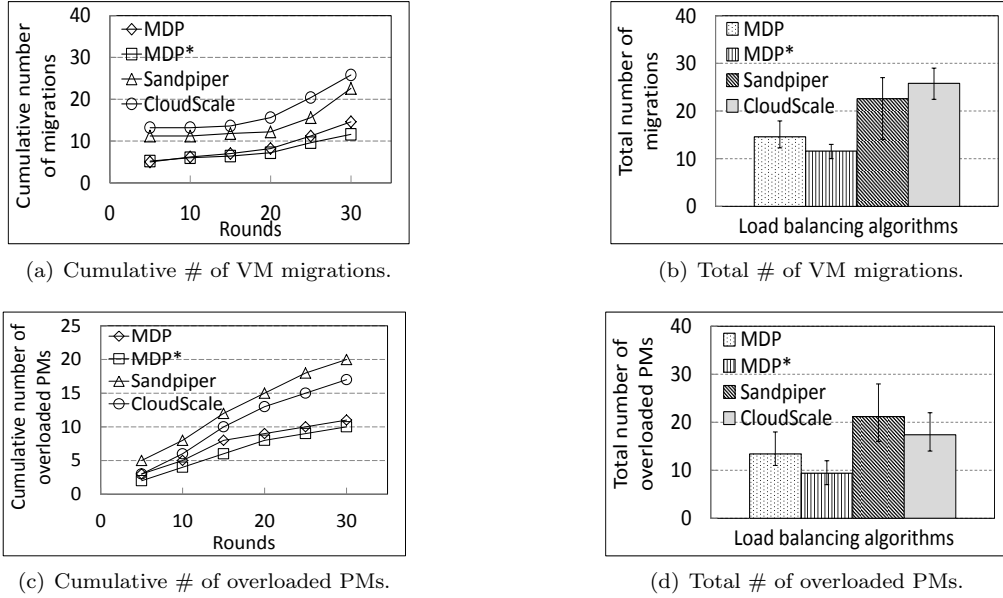 Cumulative number
of migrations
40
30
20
10
0
MDP
MDP*
Sandpiper
CloudScale
0 10 20 30
Rounds
(a) Cumulative # of VM migrations.
Total number of
migrations
40
30
20
10
0
MDP
MDP*
Sandpiper
CloudScale
Load balancing algorithms
(b) Total # of VM migrations.
Cumulative number of
overloaded PMs
25
20
15
10
5
0
MDP
MDP*
Sandpiper
CloudScale
0 10 20 30
Rounds
(c) Cumulative # of overloaded PMs.
Total number of
overloaded PMs
40
30
20
10
0
MDP
MDP*
Sandpiper
CloudScale
Load balancing algorithms
(d) Total # of overloaded PMs.